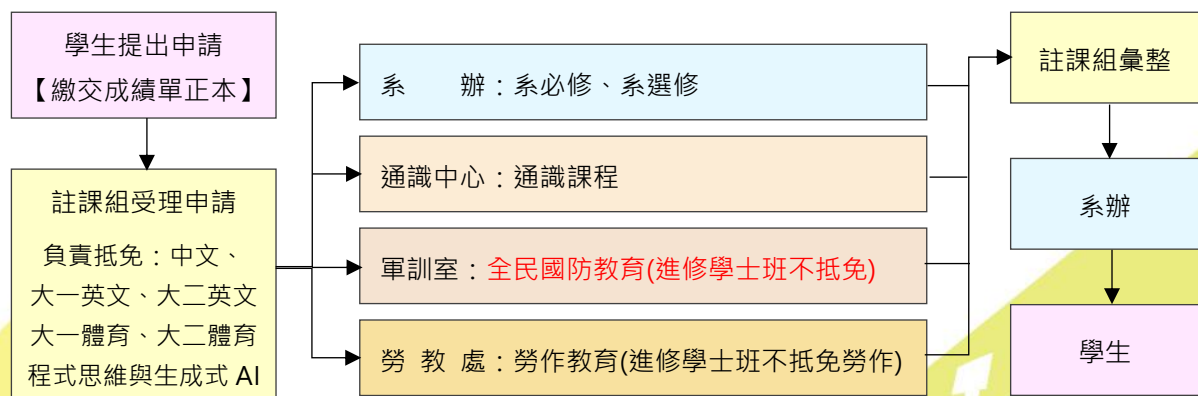 學生提出申請
【繳交成績單正本】
註課組受理申請
負責抵免：中文、
大一英文、大二英文
大一體育、大二體育
程式思維與生成式 AI
系　　辦：系必修、系選修
通識中心：通識課程
軍訓室：全民國防教育(進修學士班不抵免)
勞 教 處：勞作教育(進修學士班不抵免勞作)
註課組彙整
系辦
學生